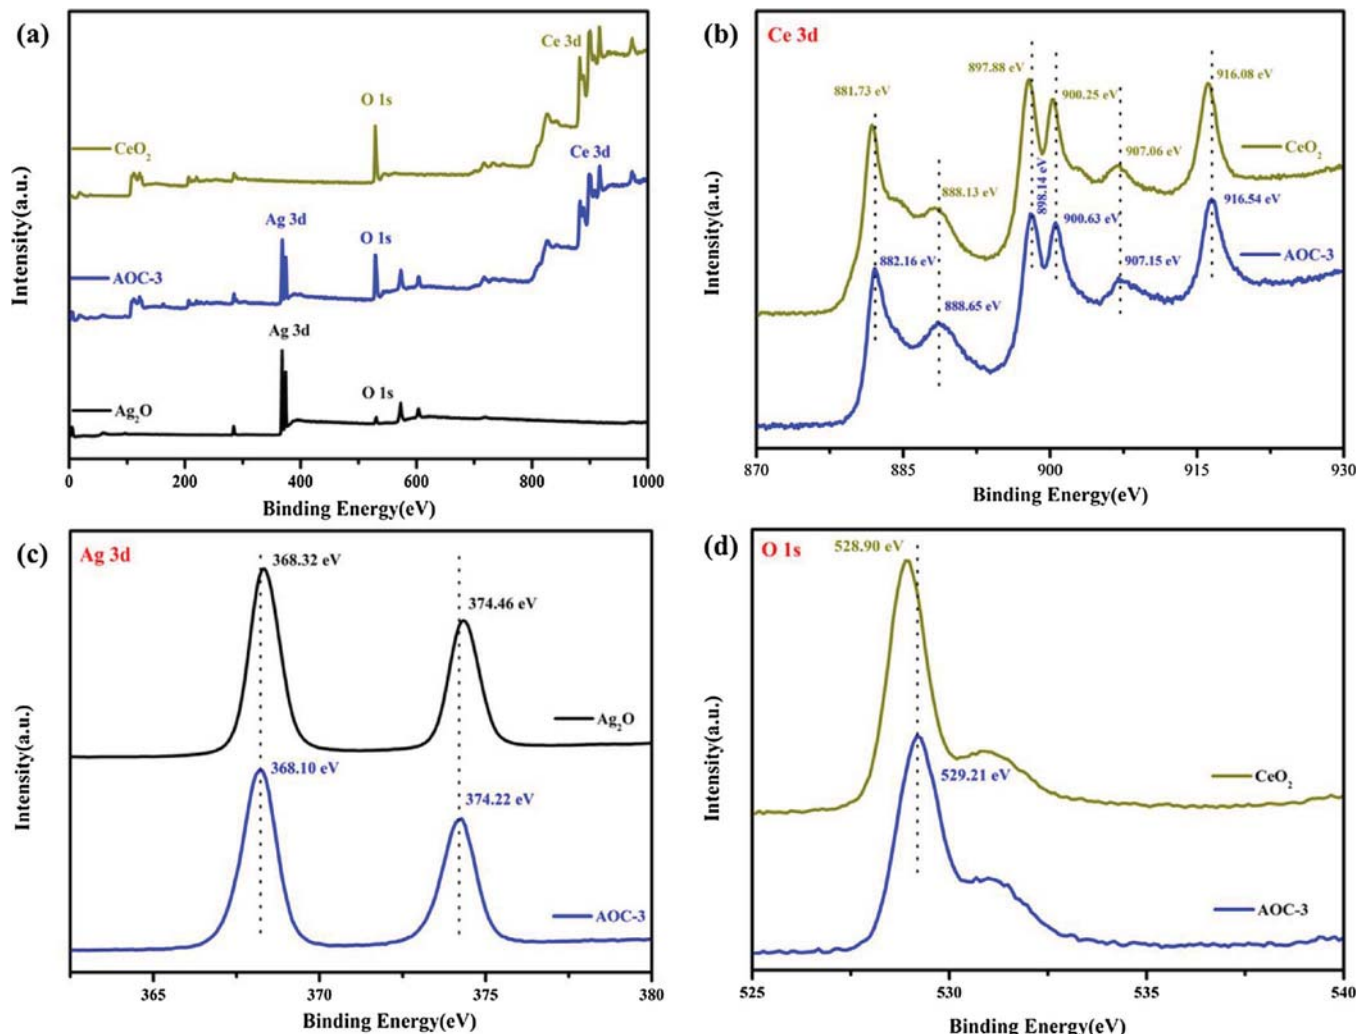 (a)
Ce 3d
O 1s
CeO2
Ce 3d
Ag 3d
O 1s
AOC-3
Ag 3d
O 1s
Ag2O
Intensity(a.u.)
0 200 400 600 800 1000
Binding Energy(eV)
(b) Ce 3d
881.73 eV
888.13 eV
897.88 eV
900.25 eV
907.06 eV
916.08 eV
CeO2
882.16 eV
888.65 eV
898.14 eV
900.63 eV
907.15 eV
916.54 eV
AOC-3
Intensity(a.u.)
870 885 900 915 930
Binding Energy(eV)
(c) Ag 3d
368.32 eV
374.46 eV
Ag2O
368.10 eV
374.22 eV
AOC-3
Intensity(a.u.)
365 370 375 380
Binding Energy(eV)
(d) O 1s
528.90 eV
CeO2
529.21 eV
AOC-3
Intensity(a.u.)
525 530 535 540
Binding Energy(eV)